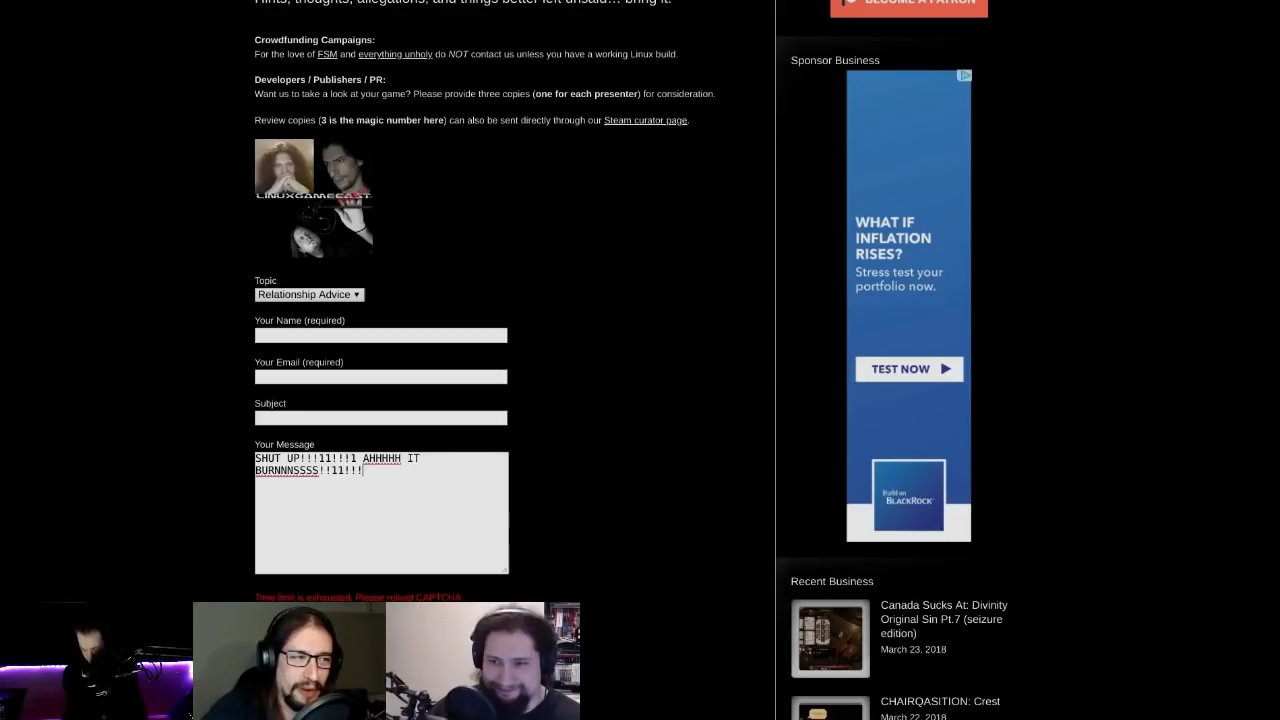 Hints, thoughts, allegations, and things better left unsaid… bring it.
BECOME A PATRON
Crowdfunding Campaigns:
For the love of FSM and everything unholy do NOT contact us unless you have a working Linux build.
Developers / Publishers / PR:
Want us to take a look at your game? Please provide three copies (one for each presenter) for consideration.
Review copies (3 is the magic number here) can also be sent directly through our Steam curator page.
LINUXGAMECAST
Topic
Relationship Advice ▼
Your Name (required)
Your Email (required)
Subject
Your Message
SHUT UP!!!11!!!1 AHHHHH IT
BURNNNSSSS!!11!!!
Time limit is exhausted. Please reload CAPTCHA.
Sponsor Business
WHAT IF
INFLATION
RISES?
Stress test your
portfolio now.
TEST NOW
Build on
BLACKROCK
Recent Business
Canada Sucks At: Divinity
Original Sin Pt.7 (seizure
edition)
March 23, 2018
CHAIRQASITION: Crest
March 22, 2018